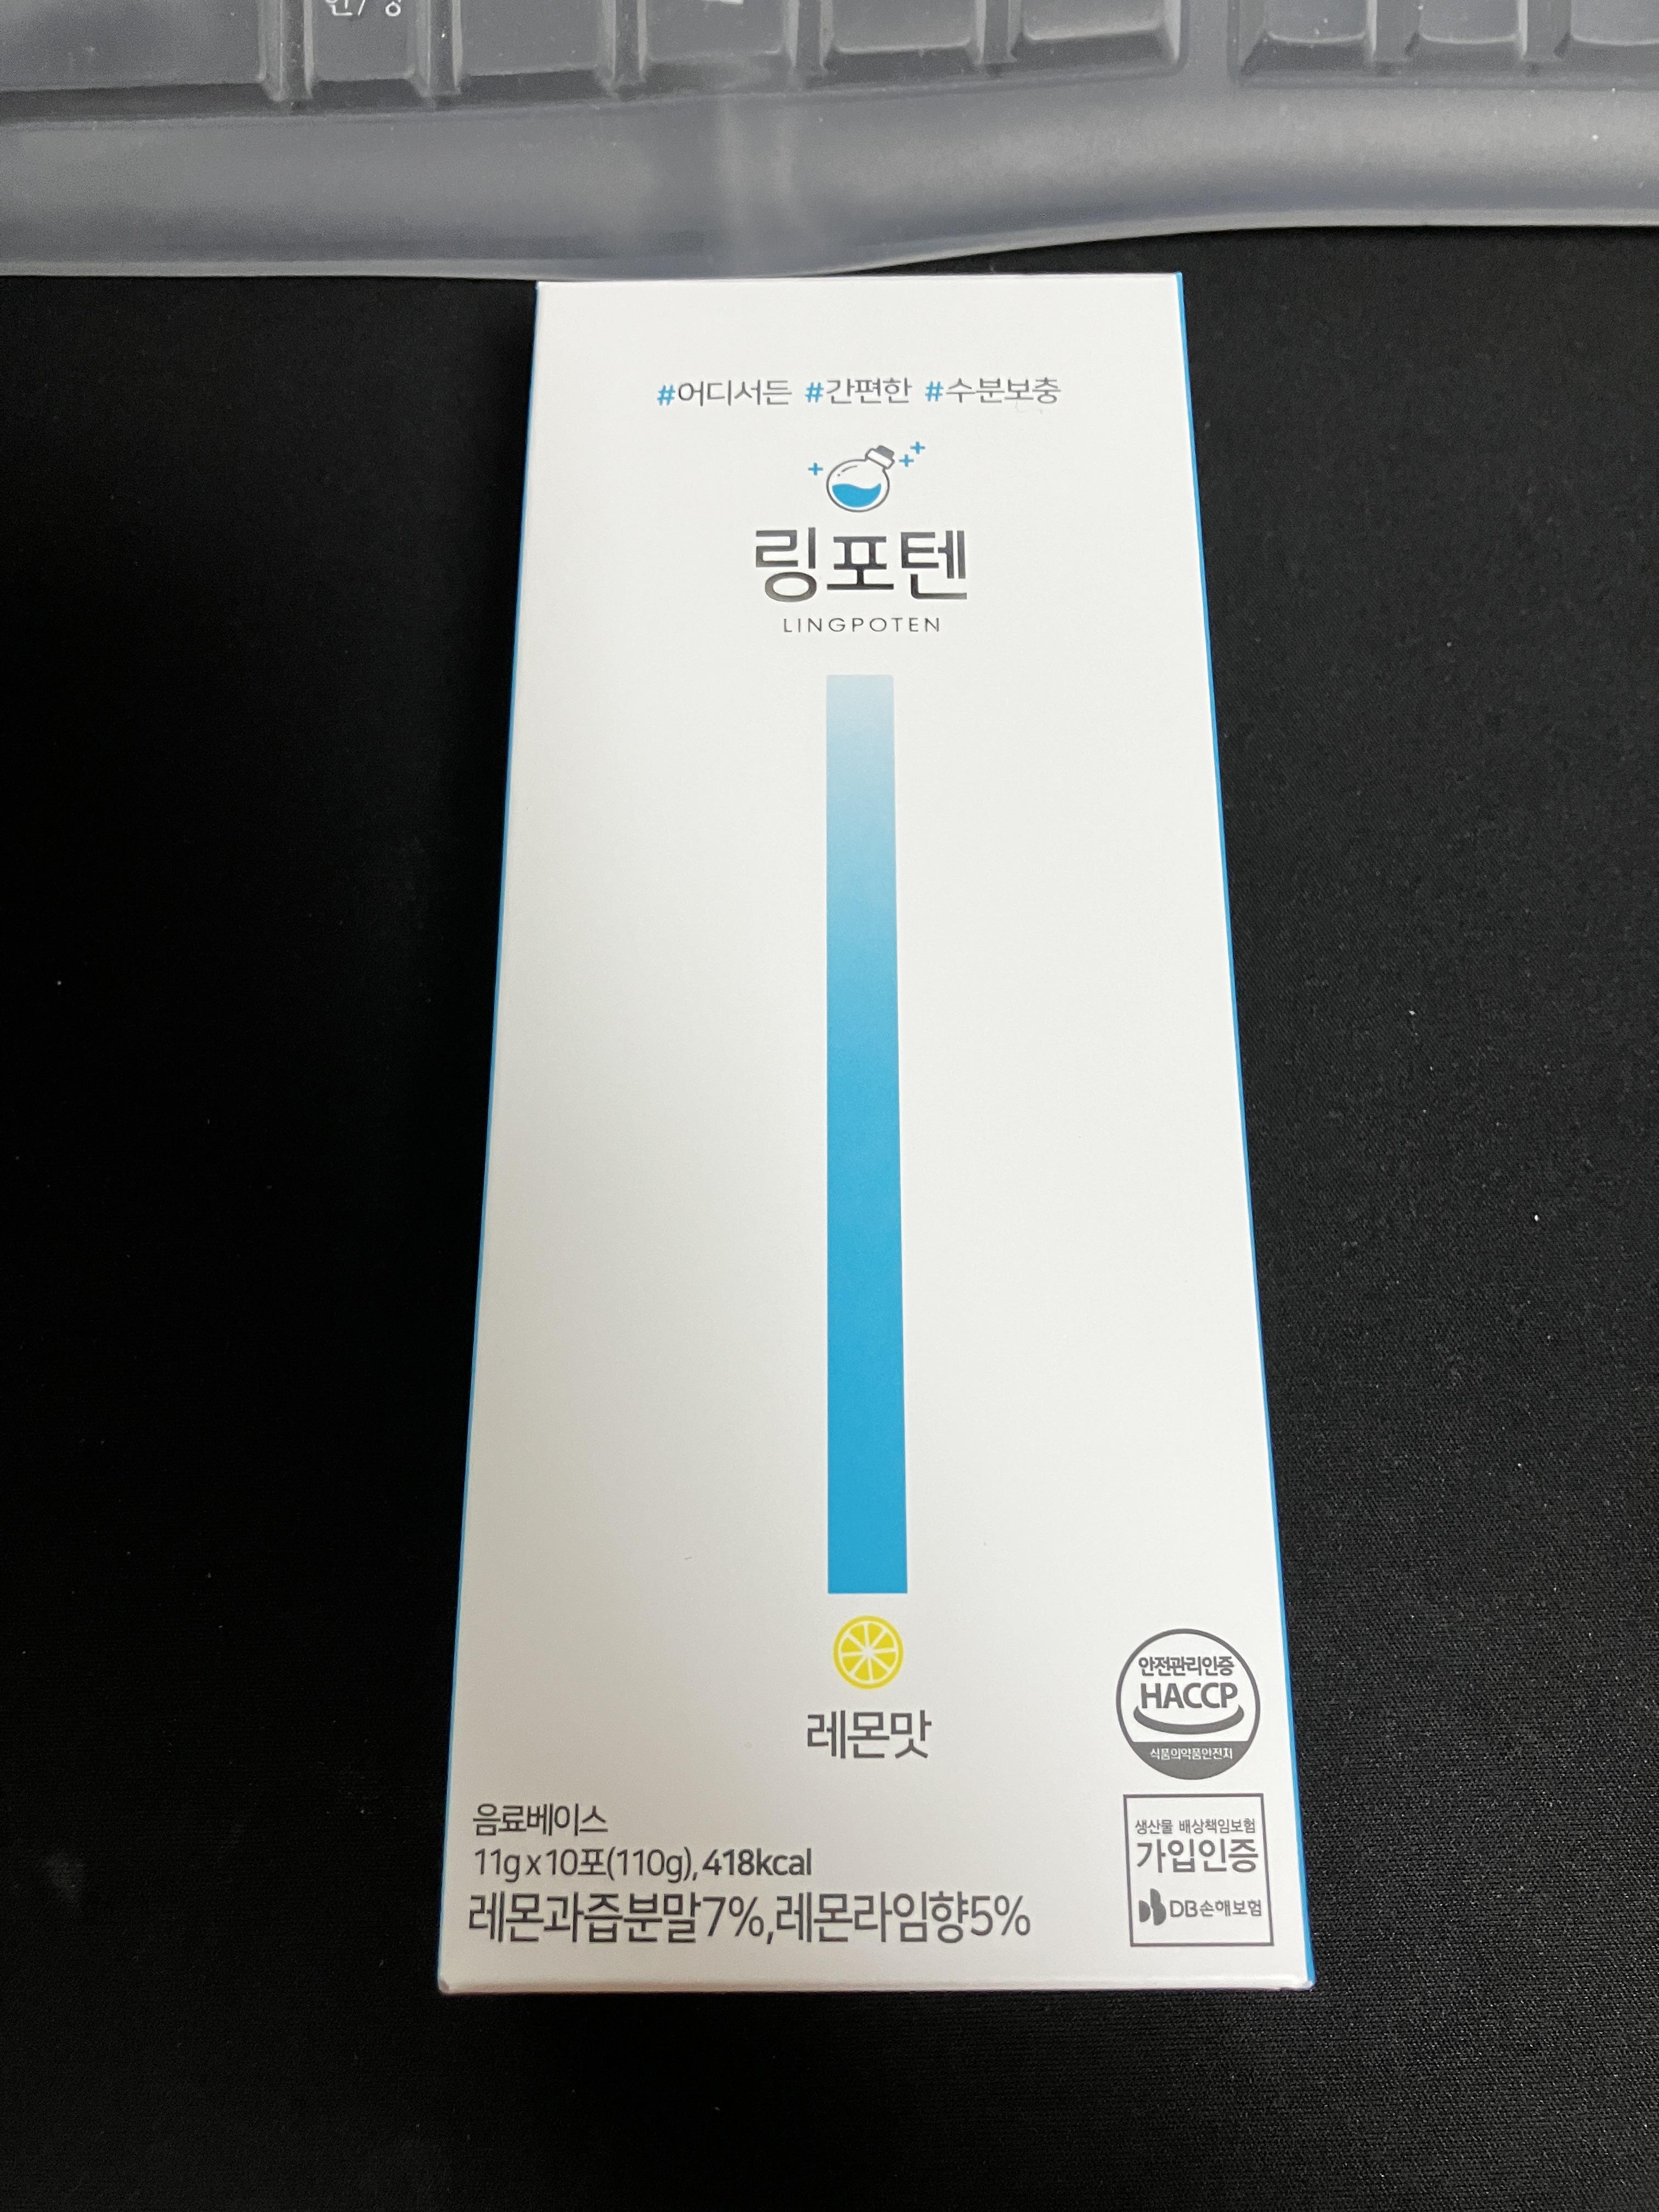 한/영
#어디서든 #간편한 #수분보충
링포텐
LINGPOTEN
레몬맛
안전관리인증
HACCP
식품의약품안전처
음료베이스
11g x 10포(110g), 418kcal
레몬과즙분말7%,레몬라임향5%
생산물 배상책임보험
가입인증
DB손해보험